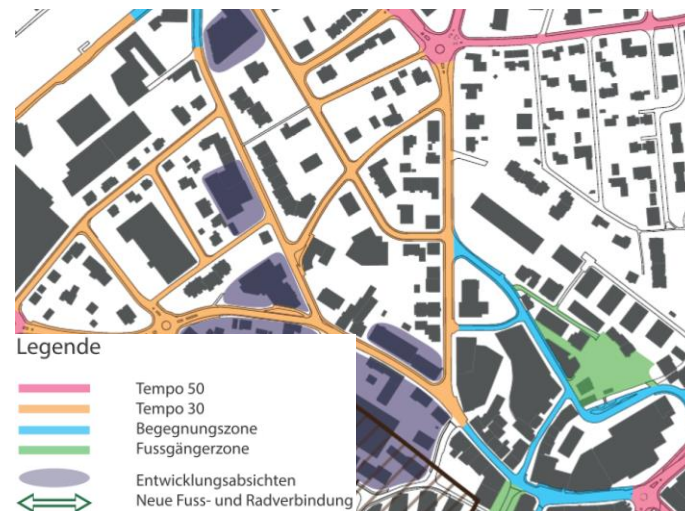 Legende
Tempo 50
Tempo 30
Begegnungszone
Fussgängerzone
Entwicklungsabsichten
Neue Fuss- und Radverbindung